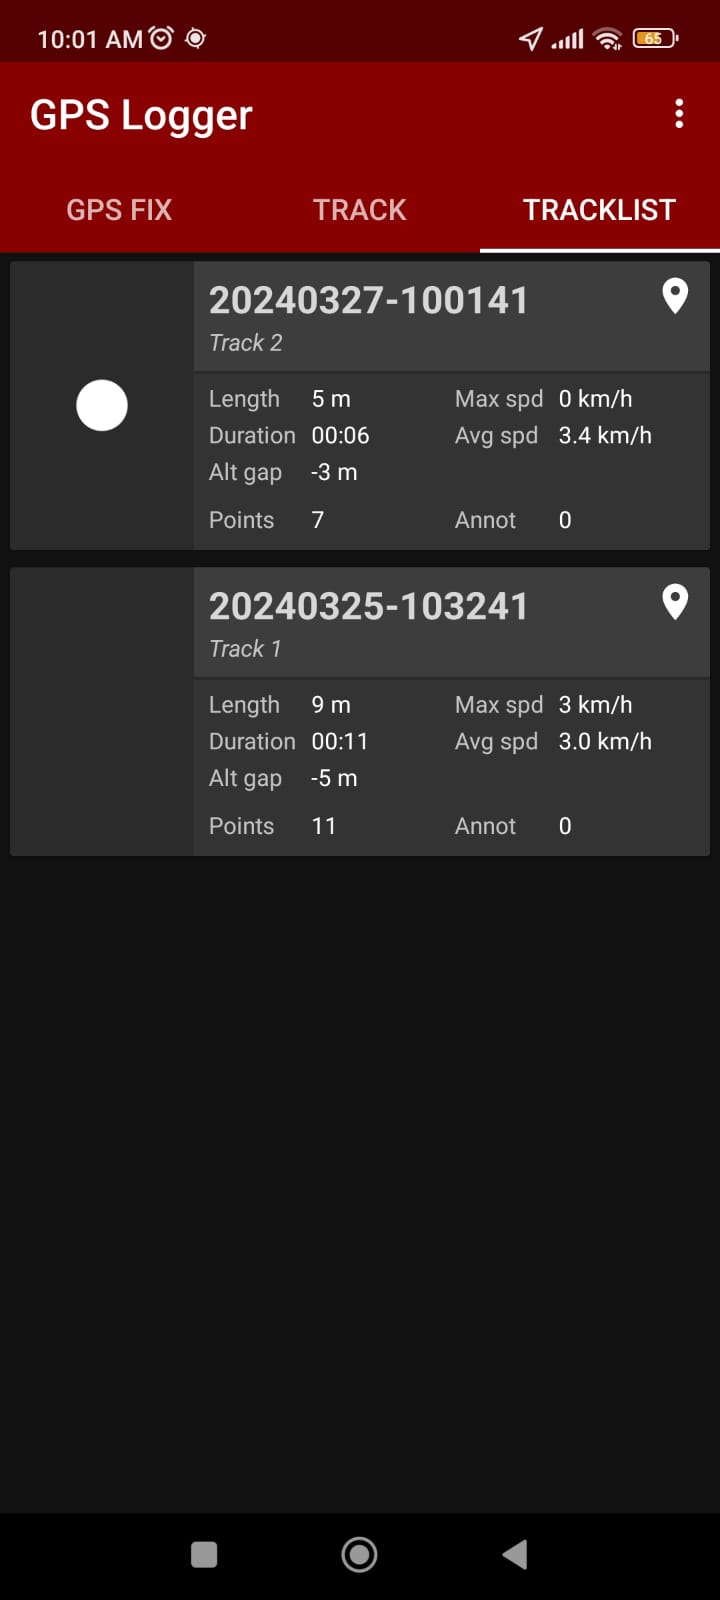 10:01 AM 65
GPS Logger
GPS FIX TRACK TRACKLIST
20240327-100141
Track 2
Length 5 m Max spd 0 km/h
Duration 00:06 Avg spd 3.4 km/h
Alt gap -3 m
Points 7 Annot 0
20240325-103241
Track 1
Length 9 m Max spd 3 km/h
Duration 00:11 Avg spd 3.0 km/h
Alt gap -5 m
Points 11 Annot 0